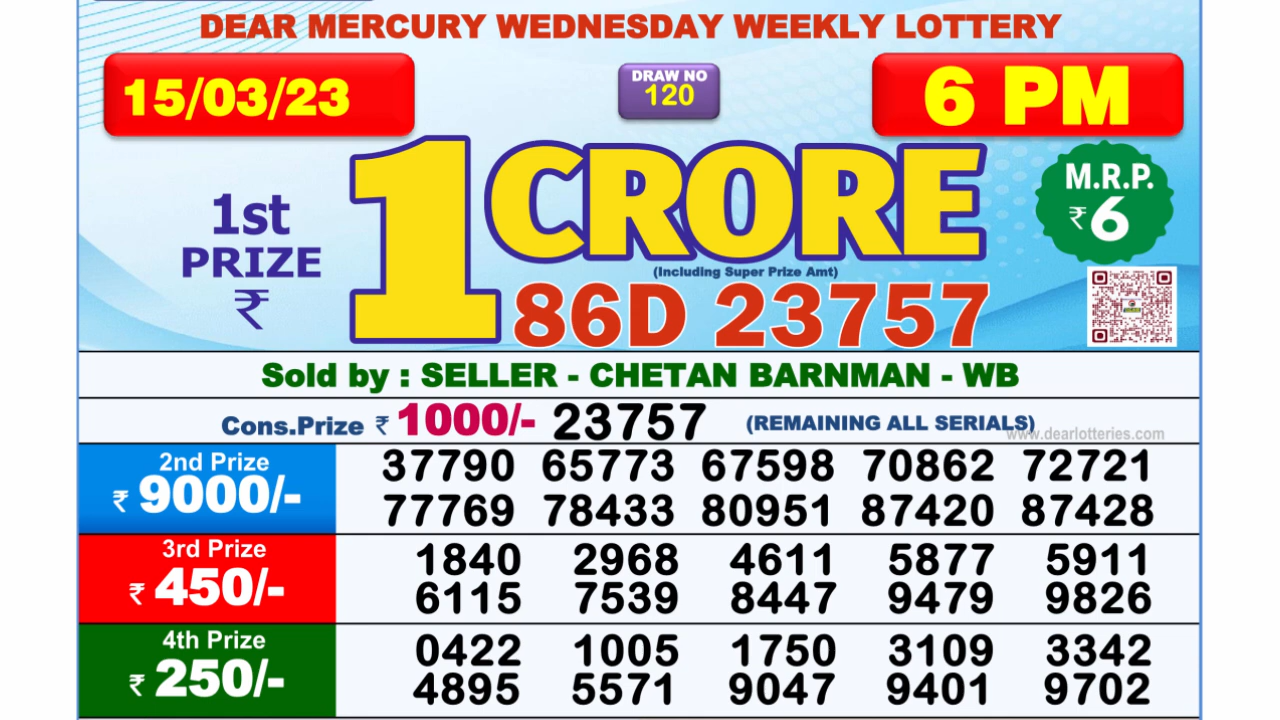 DEAR MERCURY WEDNESDAY WEEKLY LOTTERY
15/03/23
DRAW NO
120
6 PM
1st
PRIZE
₹
1 CRORE
(Including Super Prize Amt)
86D 23757
M.R.P.
₹6
Sold by : SELLER - CHETAN BARNMAN - WB
Cons.Prize ₹ 1000/- 23757 (REMAINING ALL SERIALS)
www.dearlotteries.com
2nd Prize
₹ 9000/-
37790 65773 67598 70862 72721
77769 78433 80951 87420 87428
3rd Prize
₹ 450/-
1840 2968 4611 5877 5911
6115 7539 8447 9479 9826
4th Prize
₹ 250/-
0422 1005 1750 3109 3342
4895 5571 9047 9401 9702